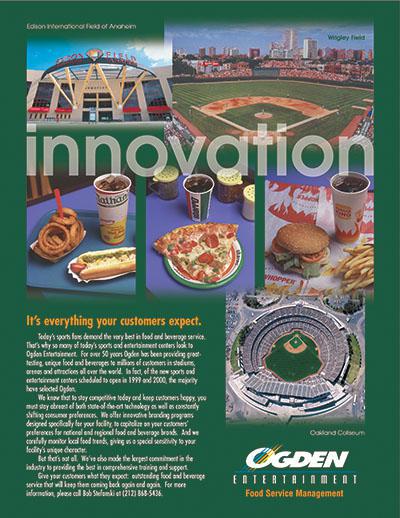 Edison International Field of Anaheim
Wrigley Field
EDISON FIELD
innovation
Nathan's
WHOPPER
It's everything your customers expect.
Today's sports fans demand the very best in food and beverage service.
That's why so many of today's sports and entertainment centers look to
Ogden Entertainment. For over 50 years Ogden has been providing great-
tasting, unique food and beverages to millions of customers in stadiums,
arenas and attractions all over the world. In fact, of the new sports and
entertainment centers scheduled to open in 1999 and 2000, the majority
have selected Ogden.
We know that to stay competitive today and keep customers happy, you
must stay abreast of both state-of-the-art technology as well as constantly
shifting consumer preferences. We offer innovative branding programs
designed specifically for your facility, to capitalize on your customers'
preferences for national and regional food and beverage brands. And we
carefully monitor local food trends, giving us a special sensitivity to your
facility's unique character.
But that's not all. We've also made the largest commitment in the
industry to providing the best in comprehensive training and support.
Give your customers what they expect: outstanding food and beverage
service that will keep them coming back again and again. For more
information, please call Bob Stefanski at (212) 868-5436.
Oakland Coliseum
OGDEN
ENTERTAINMENT
Food Service Management